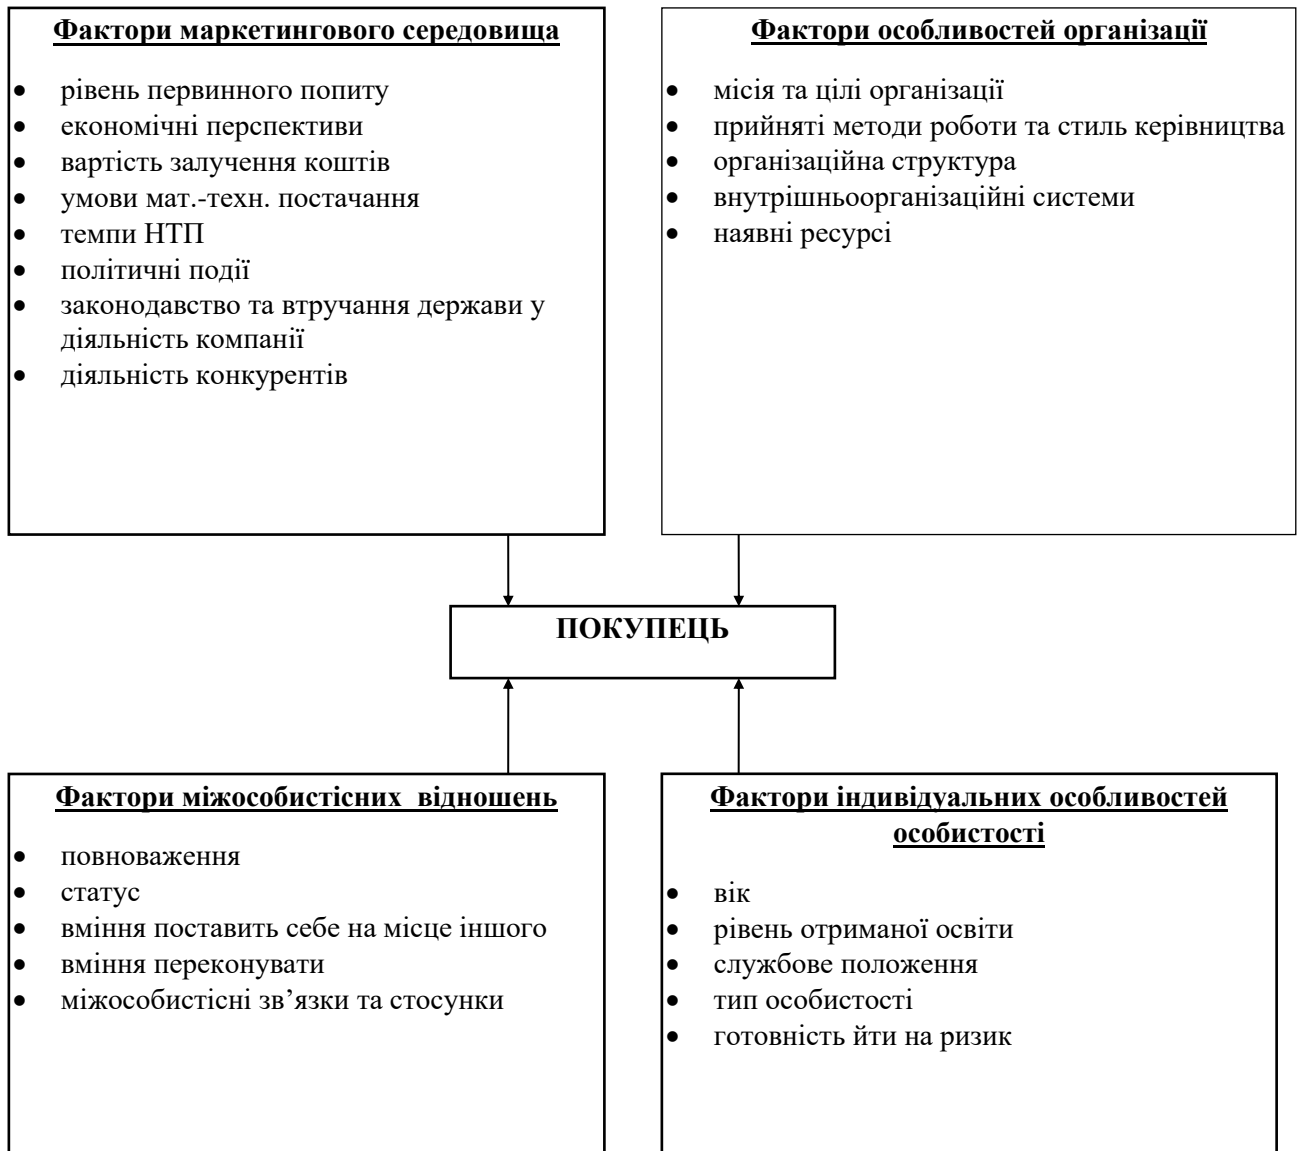 Фактори маркетингового середовища
• рівень первинного попиту
• економічні перспективи
• вартість залучення коштів
• умови мат.-техн. постачання
• темпи НТП
• політичні події
• законодавство та втручання держави у
діяльність компанії
• діяльність конкурентів
Фактори особливостей організації
• місія та цілі організації
• прийняті методи роботи та стиль керівництва
• організаційна структура
• внутрішньоорганізаційні системи
• наявні ресурсі
ПОКУПЕЦЬ
Фактори міжособистісних відношень
• повноваження
• статус
• вміння поставить себе на місце іншого
• вміння переконувати
• міжособистісні зв’язки та стосунки
Фактори індивідуальних особливостей
особистості
• вік
• рівень отриманої освіти
• службове положення
• тип особистості
• готовність йти на ризик